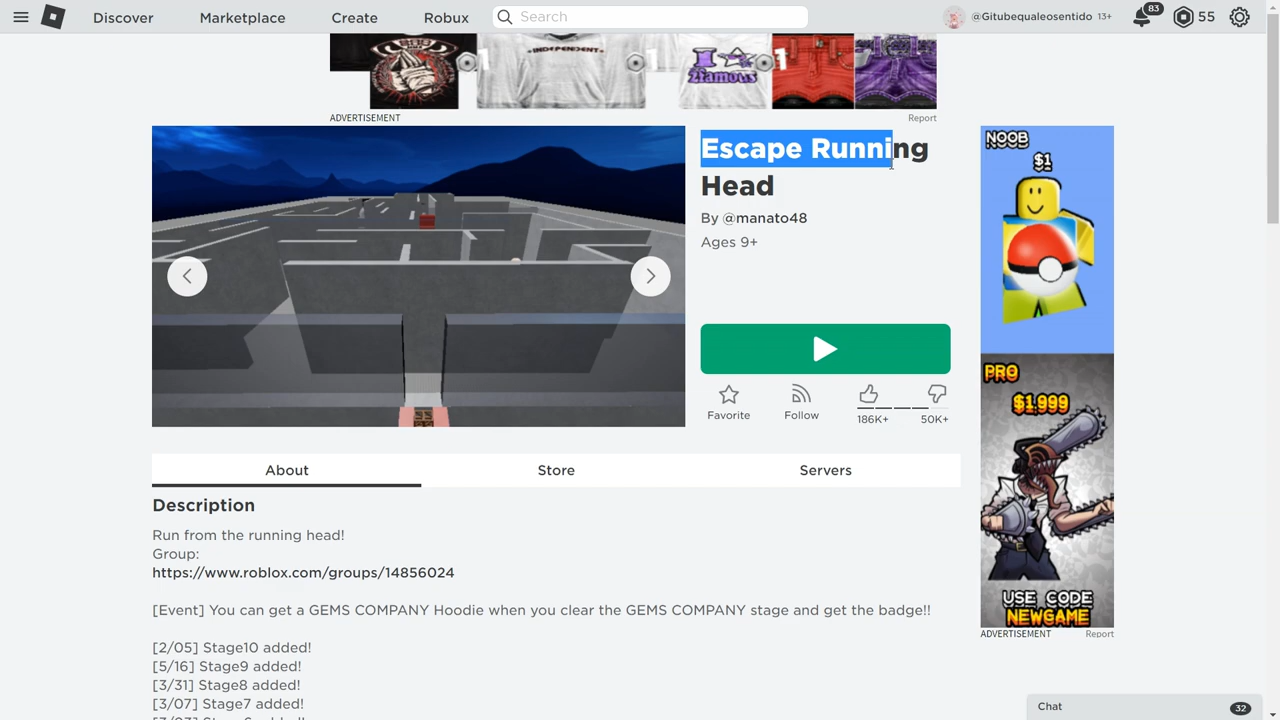 Discover Marketplace Create Robux Search @Gitubequaleosentido 13+ 83 55
INDEPENDENT
I
2famous
ADVERTISEMENT Report
Escape Running
Head
By @manato48
Ages 9+
Favorite Follow 186K+ 50K+
NOOB
$1
PRO
$1,999
USE CODE
NEWGAME
ADVERTISEMENT Report
About Store Servers
Description
Run from the running head!
Group:
https://www.roblox.com/groups/14856024
[Event] You can get a GEMS COMPANY Hoodie when you clear the GEMS COMPANY stage and get the badge!!
[2/05] Stage10 added!
[5/16] Stage9 added!
[3/31] Stage8 added!
[3/07] Stage7 added!
Chat 32